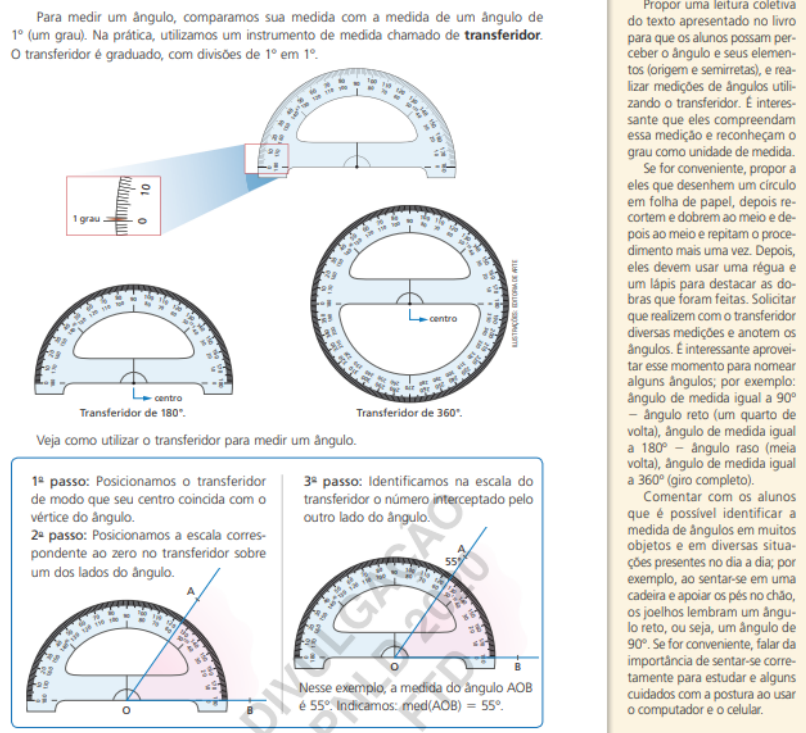 Para medir um ângulo, comparamos sua medida com a medida de um ângulo de
1º (um grau). Na prática, utilizamos um instrumento de medida chamado de transferidor.
O transferidor é graduado, com divisões de 1º em 1º.
10
1 grau
0
centro
ILUSTRAÇÕES: EDITORIA DE ARTE
centro
Transferidor de 180°.
Transferidor de 360°.
Veja como utilizar o transferidor para medir um ângulo.
1º passo: Posicionamos o transferidor
de modo que seu centro coincida com o
vértice do ângulo.
2º passo: Posicionamos a escala corres-
pondente ao zero no transferidor sobre
um dos lados do ângulo.
A
O
B
3º passo: Identificamos na escala do
transferidor o número interceptado pelo
outro lado do ângulo.
A
55°
O
B
Nesse exemplo, a medida do ângulo AOB
é 55°. Indicamos: med(AOB) = 55°.
DIVULGAÇÃO
PNLD 2020
FTD
Propor uma leitura coletiva
do texto apresentado no livro
para que os alunos possam per-
ceber o ângulo e seus elemen-
tos (origem e semirretas), e rea-
lizar medições de ângulos utili-
zando o transferidor. É interes-
sante que eles compreendam
essa medição e reconheçam o
grau como unidade de medida.
Se for conveniente, propor a
eles que desenhem um círculo
em folha de papel, depois re-
cortem e dobrem ao meio e de-
pois ao meio e repitam o proce-
dimento mais uma vez. Depois,
eles devem usar uma régua e
um lápis para destacar as do-
bras que foram feitas. Solicitar
que realizem com o transferidor
diversas medições e anotem os
ângulos. É interessante aprovei-
tar esse momento para nomear
alguns ângulos; por exemplo:
ângulo de medida igual a 90º
— ângulo reto (um quarto de
volta), ângulo de medida igual
a 180º — ângulo raso (meia
volta), ângulo de medida igual
a 360º (giro completo).
Comentar com os alunos
que é possível identificar a
medida de ângulos em muitos
objetos e em diversas situa-
ções presentes no dia a dia; por
exemplo, ao sentar-se em uma
cadeira e apoiar os pés no chão,
os joelhos lembram um ângu-
lo reto, ou seja, um ângulo de
90º. Se for conveniente, falar da
importância de sentar-se corre-
tamente para estudar e alguns
cuidados com a postura ao usar
o computador e o celular.